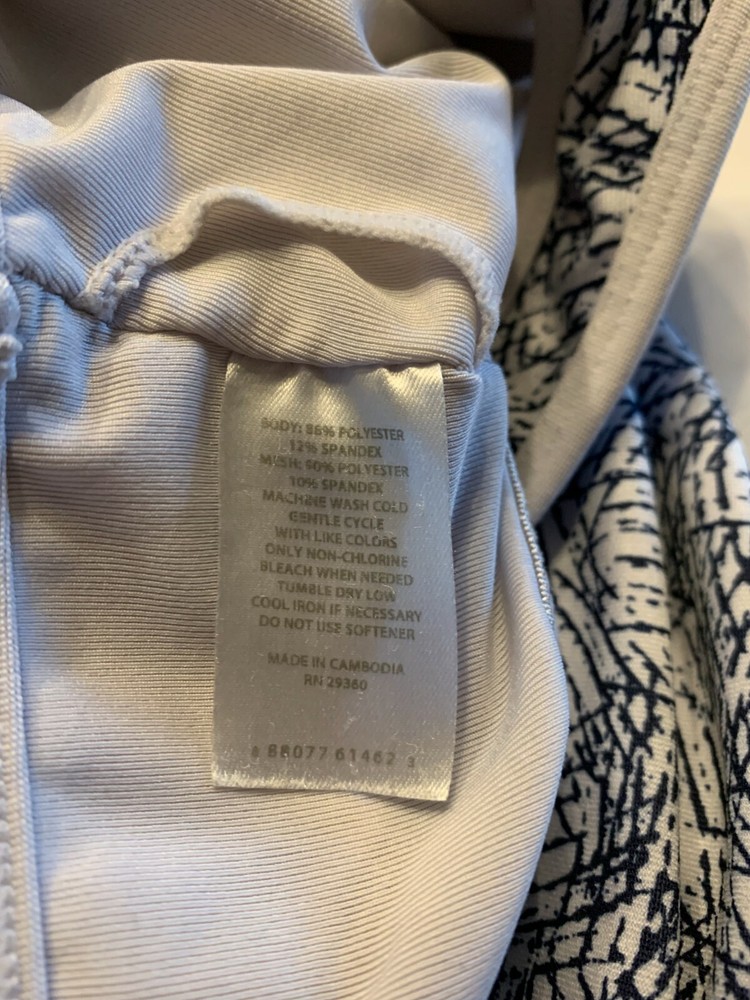 BODY: 88% POLYESTER
12% SPANDEX
MESH: 90% POLYESTER
10% SPANDEX
MACHINE WASH COLD
GENTLE CYCLE
WITH LIKE COLORS
ONLY NON-CHLORINE
BLEACH WHEN NEEDED
TUMBLE DRY LOW
COOL IRON IF NECESSARY
DO NOT USE SOFTENER
MADE IN CAMBODIA
RN 29360
8 88077 61462 3